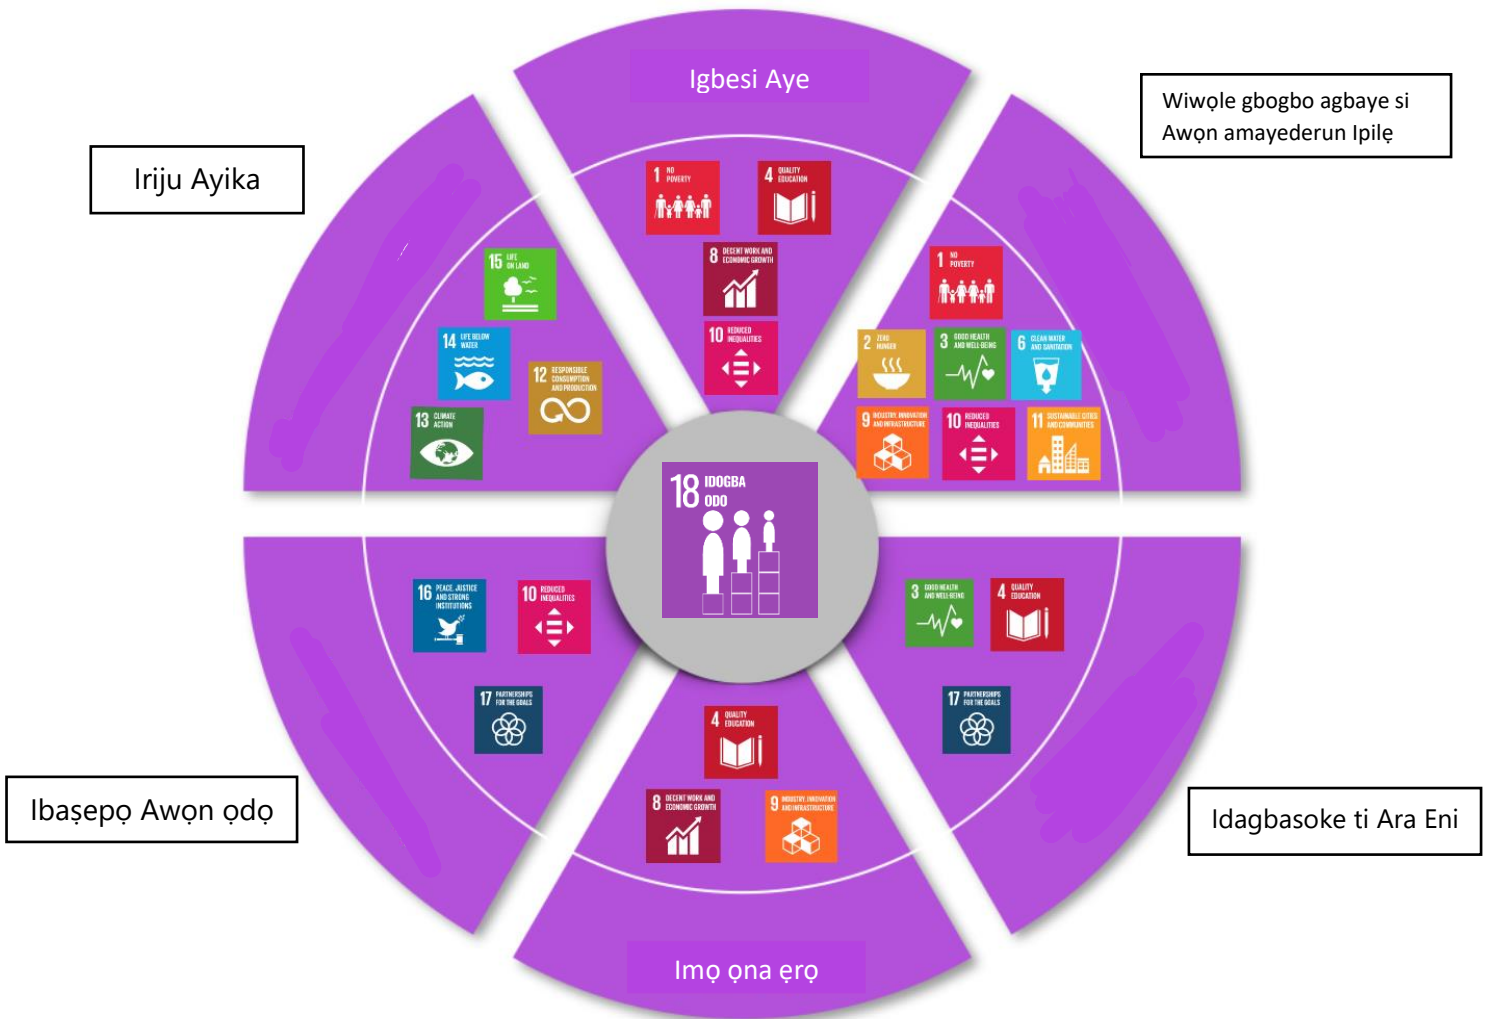 Igbesi Aye
1 NO
POVERTY
4 QUALITY
EDUCATION
8 DECENT WORK AND
ECONOMIC GROWTH
10 REDUCED
INEQUALITIES
Wiwọle gbogbo agbaye si
Awọn amayederun Ipilẹ
1 NO
POVERTY
2 ZERO
HUNGER
3 GOOD HEALTH
AND WELL-BEING
6 CLEAN WATER
AND SANITATION
9 INDUSTRY, INNOVATION
AND INFRASTRUCTURE
10 REDUCED
INEQUALITIES
11 SUSTAINABLE CITIES
AND COMMUNITIES
Iriju Ayika
15 LIFE
ON LAND
14 LIFE BELOW
WATER
12 RESPONSIBLE
CONSUMPTION
AND PRODUCTION
13 CLIMATE
ACTION
18 IDOGBA
ODO
16 PEACE, JUSTICE
AND STRONG
INSTITUTIONS
10 REDUCED
INEQUALITIES
17 PARTNERSHIPS
FOR THE GOALS
Ibaṣepọ Awọn ọdọ
4 QUALITY
EDUCATION
8 DECENT WORK AND
ECONOMIC GROWTH
9 INDUSTRY, INNOVATION
AND INFRASTRUCTURE
Imọ ọna ẹrọ
3 GOOD HEALTH
AND WELL-BEING
4 QUALITY
EDUCATION
17 PARTNERSHIPS
FOR THE GOALS
Idagbasoke ti Ara Eni